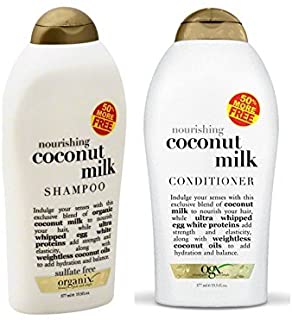 50%
MORE
FREE
nourishing
coconut
milk
SHAMPOO
Indulge your senses with this
exclusive blend of organic
coconut milk to nourish your
hair, while ultra whipped
egg white proteins add
strength and elasticity,
along with weightless
coconut oils to add
hydration and balance.
sulfate free
organix
50%
MORE
FREE
nourishing
coconut
milk
CONDITIONER
Indulge your senses with this
exclusive blend of coconut
milk to nourish your hair,
while ultra whipped
egg white proteins add
strength and elasticity,
along with weightless
coconut oils to add
hydration and balance.
ogx